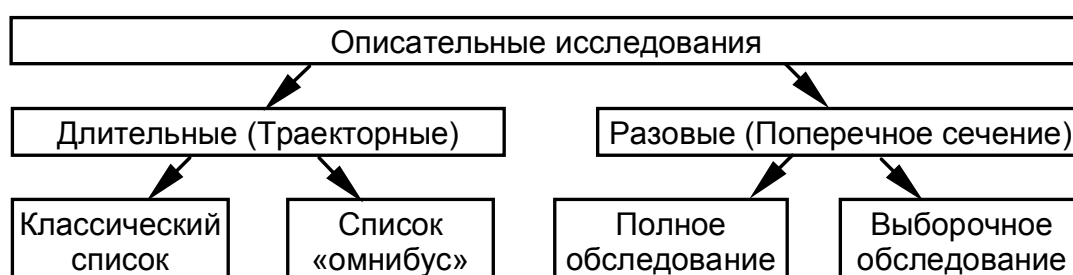 Описательные исследования
Длительные (Траекторные)
Разовые (Поперечное сечение)
Классический
список
Список
«омнибус»
Полное
обследование
Выборочное
обследование